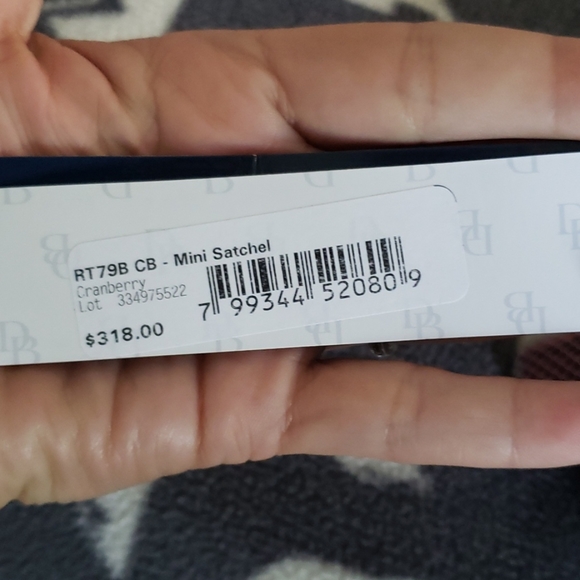 RT79B CB - Mini Satchel
Cranberry
Lot 334975522
$318.00
7 99344 52080 9